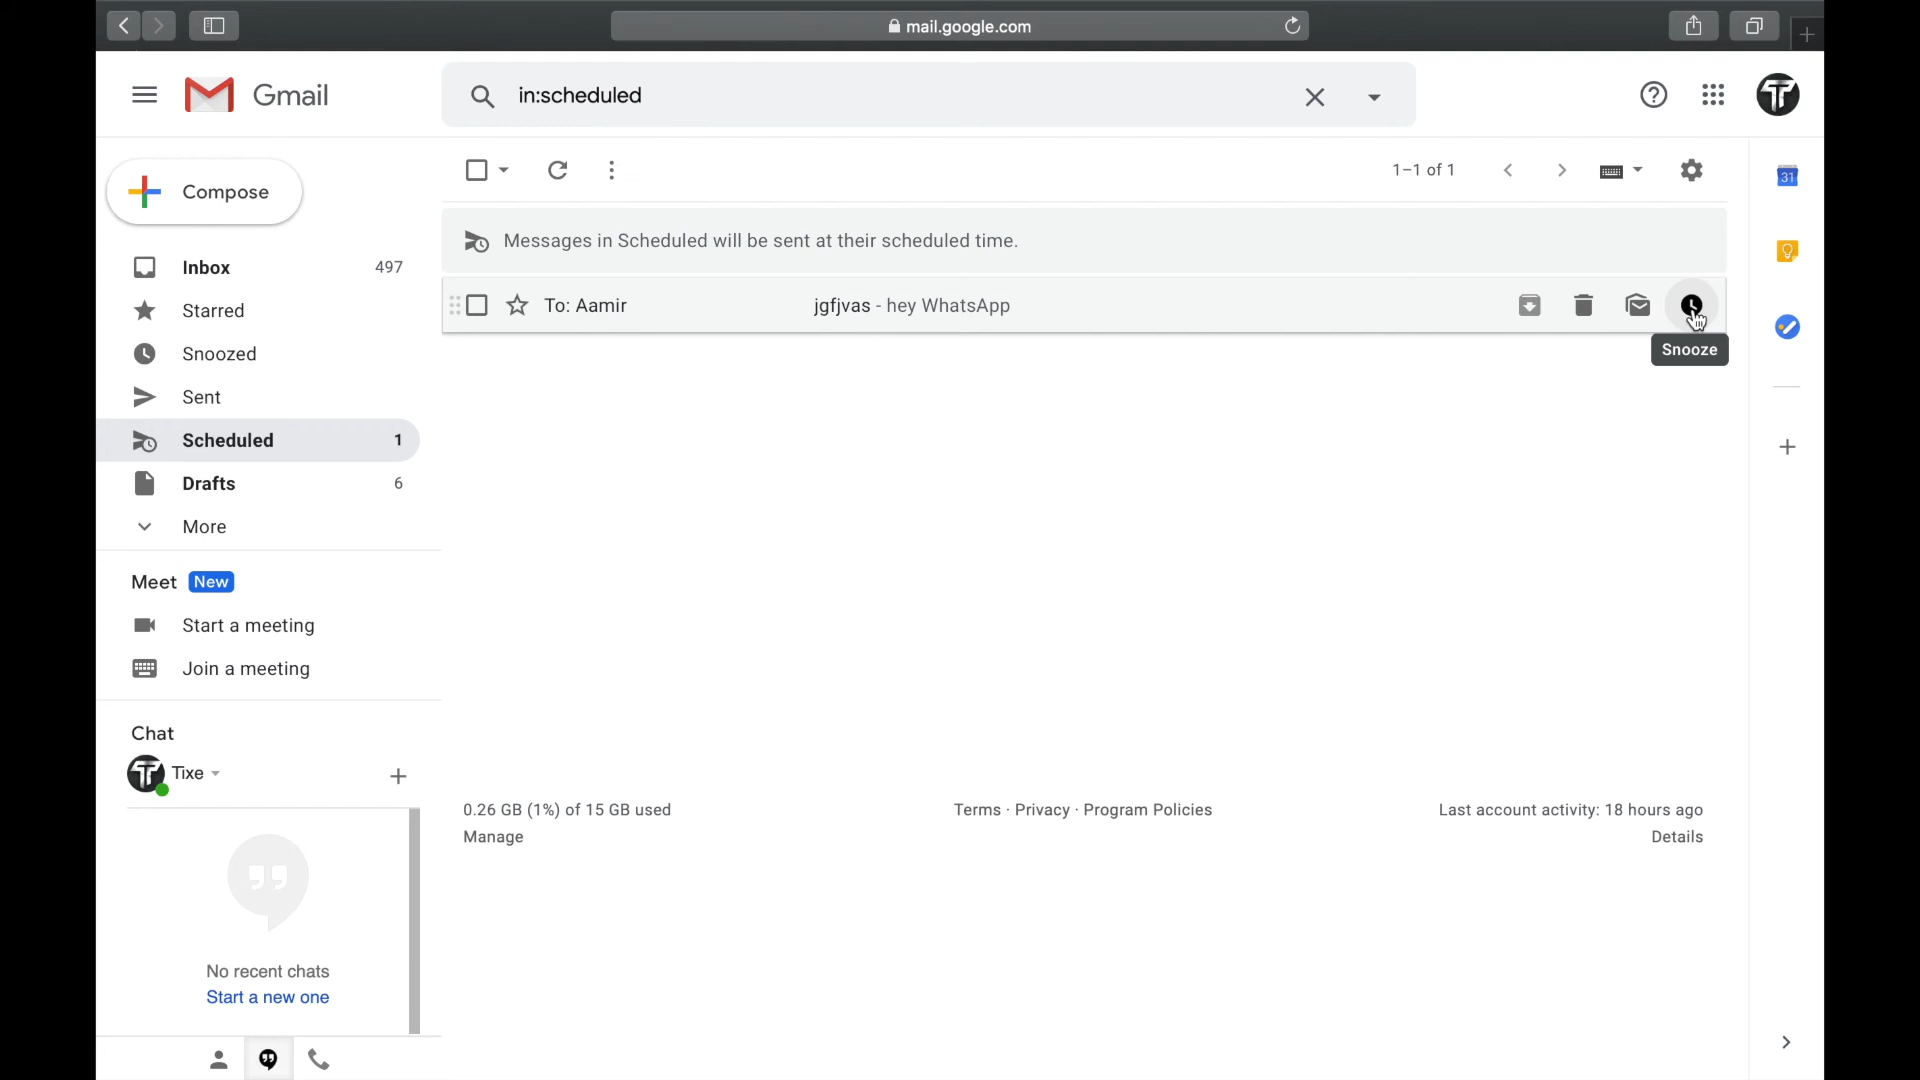 mail.google.com
Gmail
in:scheduled
Compose
1–1 of 1
31
Messages in Scheduled will be sent at their scheduled time.
Inbox 497
To: Aamir jgfjvas - hey WhatsApp
Starred
Snooze
Snoozed
Sent
Scheduled 1
Drafts 6
More
Meet New
Start a meeting
Join a meeting
Chat
Tixe
0.26 GB (1%) of 15 GB used
Manage
Terms · Privacy · Program Policies
Last account activity: 18 hours ago
Details
No recent chats
Start a new one